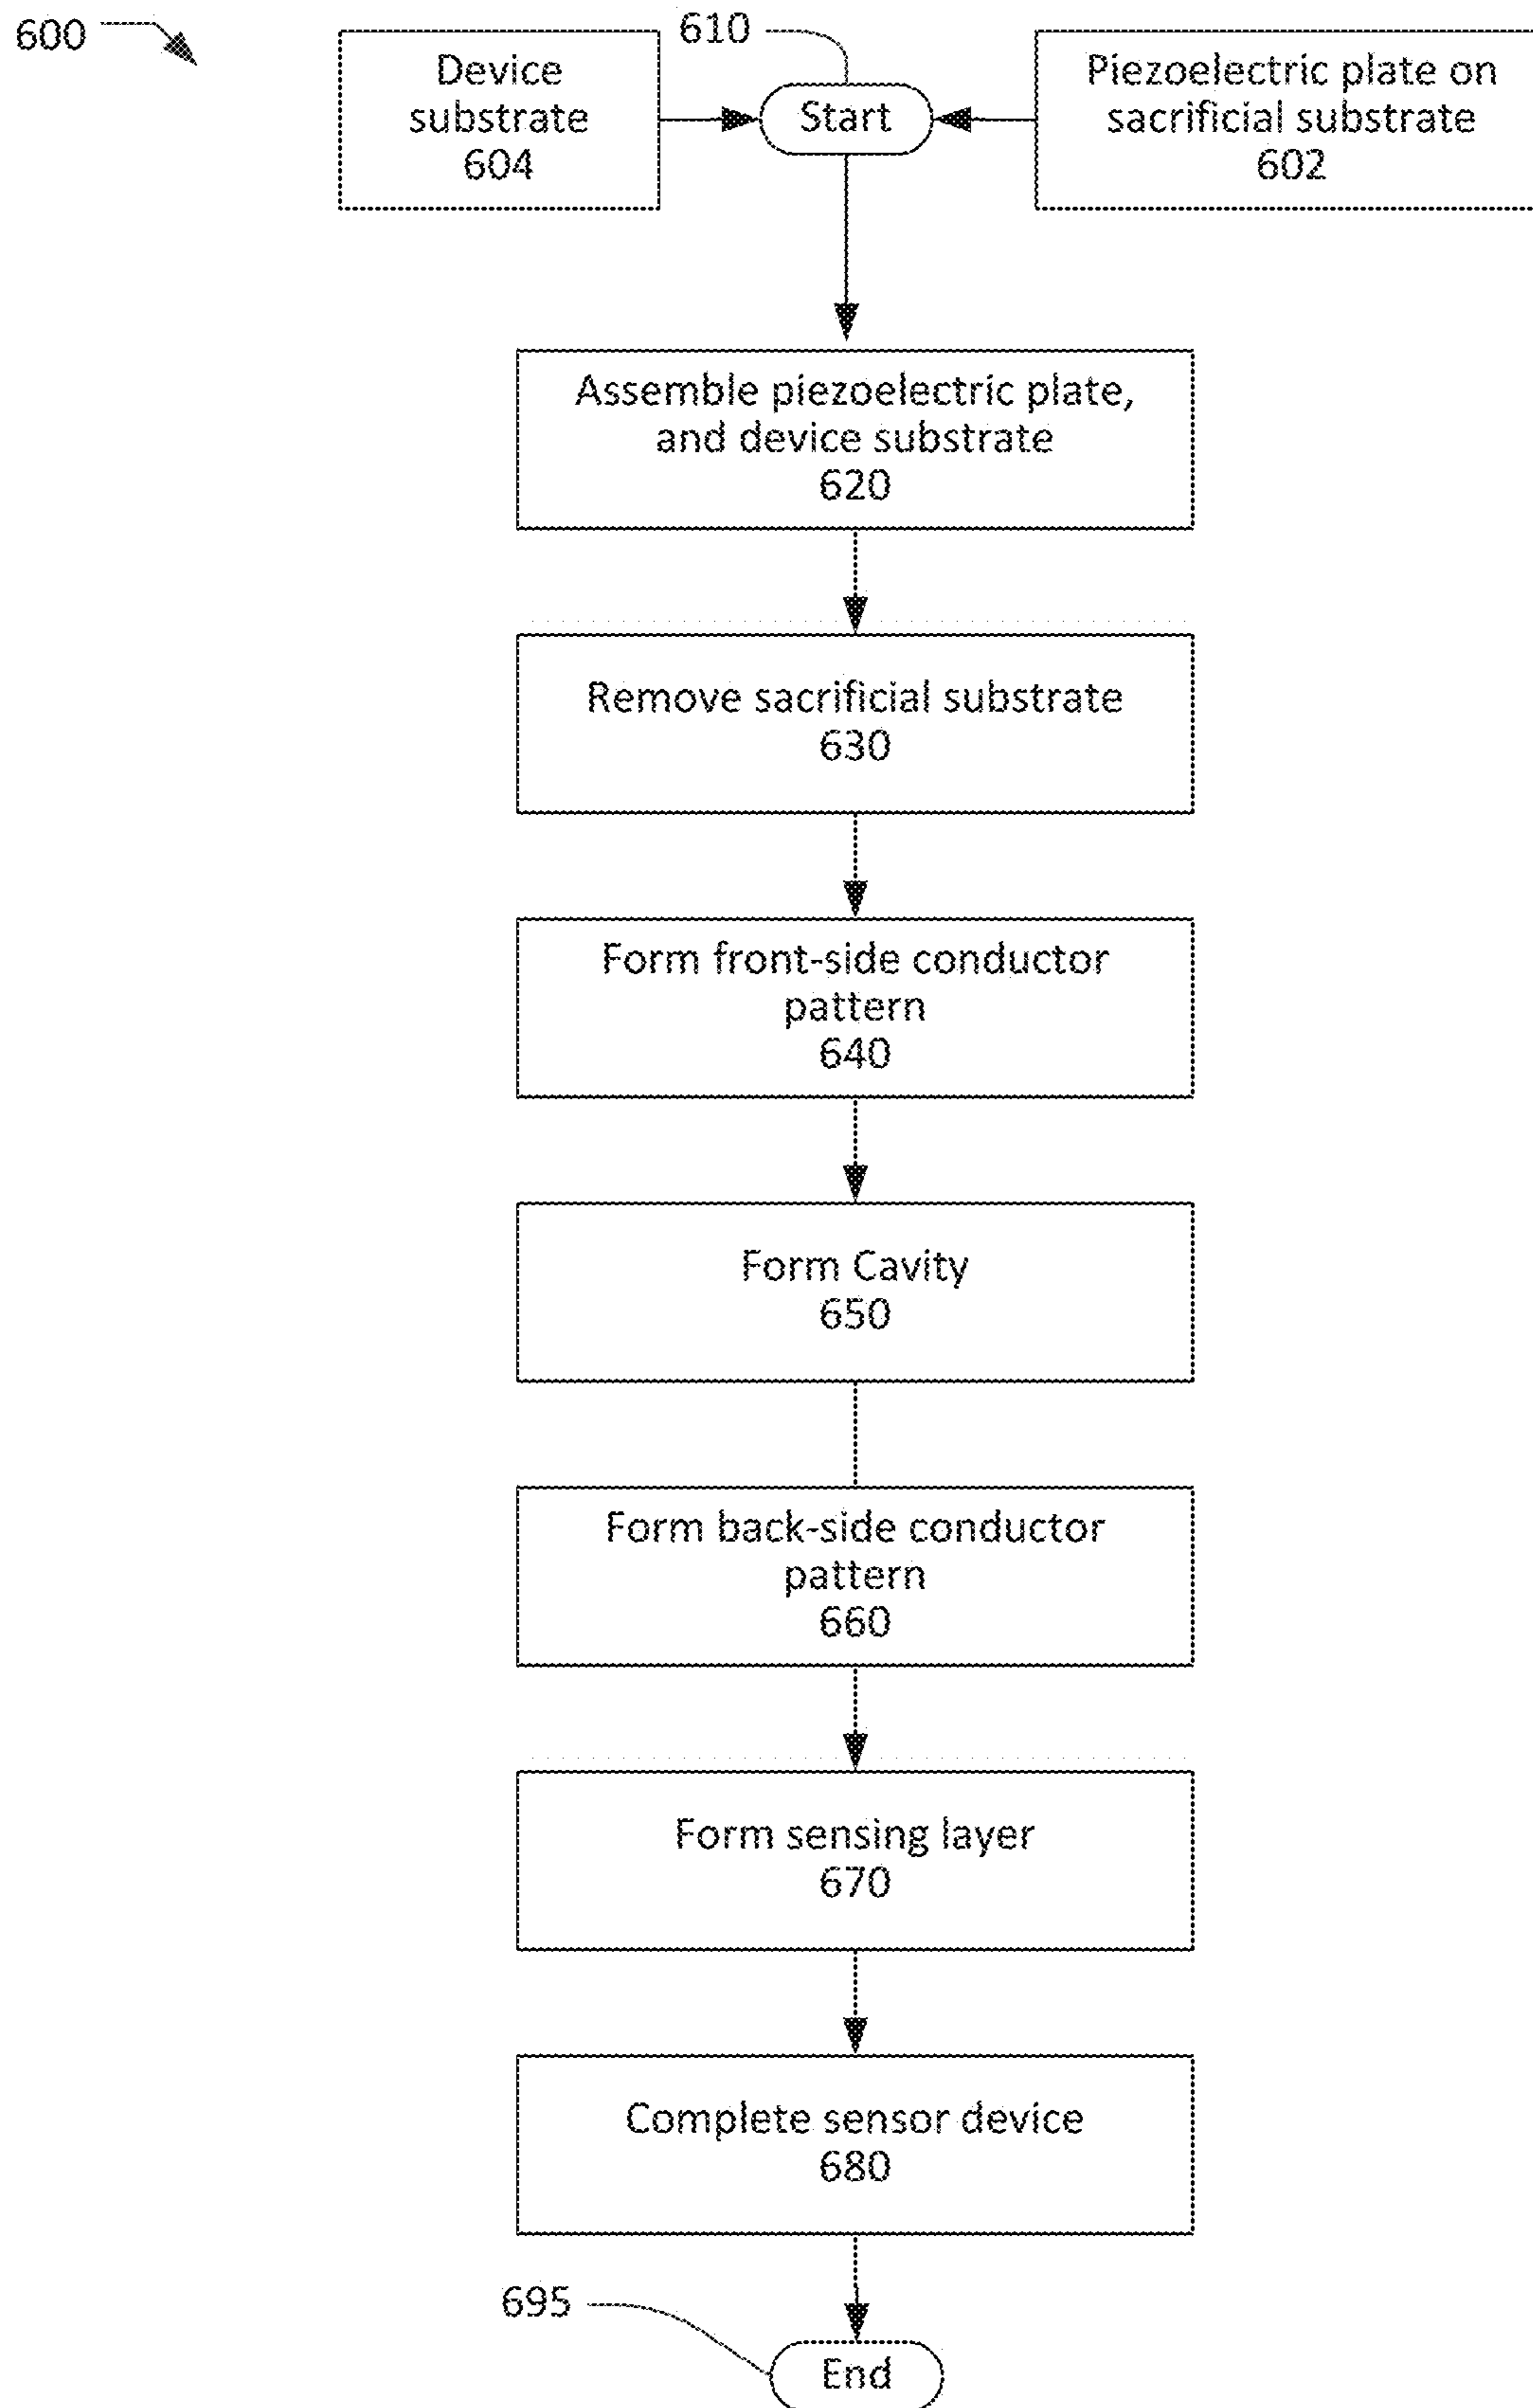 600
610
Device
substrate
604
Start
Piezoelectric plate on
sacrificial substrate
602
Assemble piezoelectric plate,
and device substrate
620
Remove sacrificial substrate
630
Form front-side conductor
pattern
640
Form Cavity
650
Form back-side conductor
pattern
660
Form sensing layer
670
Complete sensor device
680
695
End